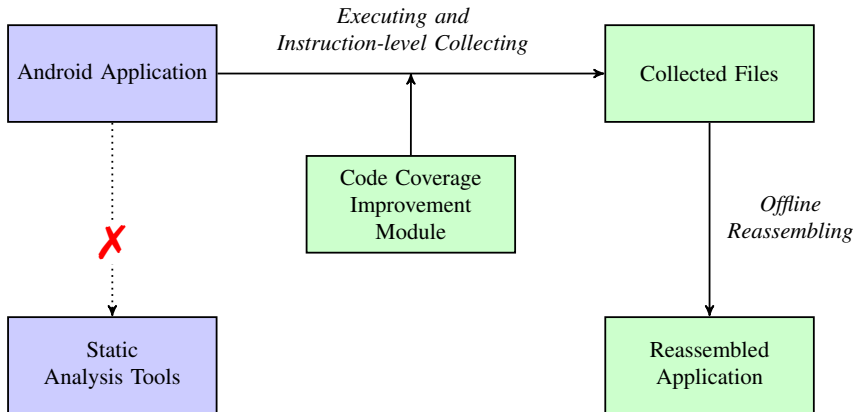 Executing and
Instruction-level Collecting
Android Application
Collected Files
Code Coverage
Improvement
Module
Offline
Reassembling
Static
Analysis Tools
Reassembled
Application